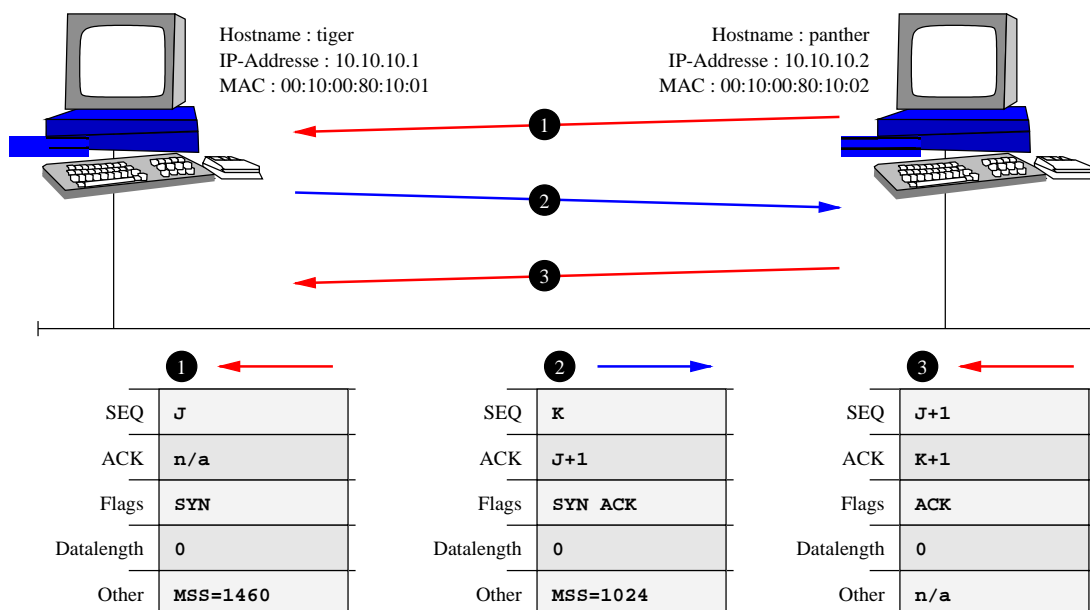 Hostname : tiger
IP-Addresse : 10.10.10.1
MAC : 00:10:00:80:10:01
Hostname : panther
IP-Addresse : 10.10.10.2
MAC : 00:10:00:80:10:02
1
2
3
1
SEQ J
ACK n/a
Flags SYN
Datalength 0
Other MSS=1460
2
SEQ K
ACK J+1
Flags SYN ACK
Datalength 0
Other MSS=1024
3
SEQ J+1
ACK K+1
Flags ACK
Datalength 0
Other n/a